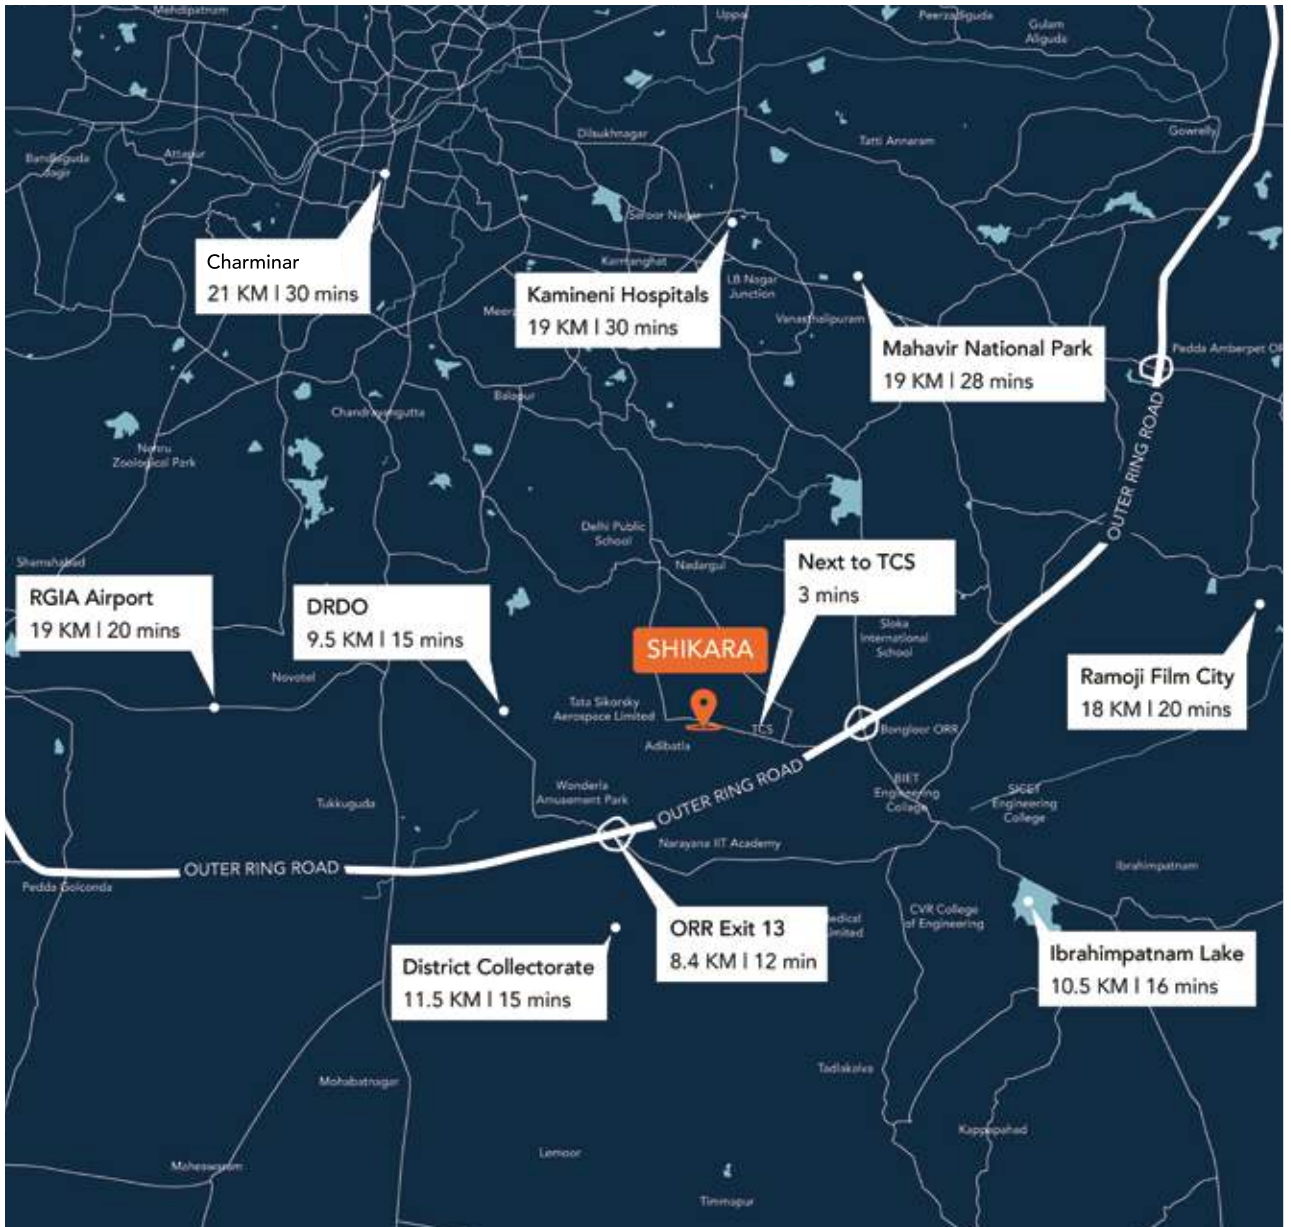 Mehdipatnam
Uppal
Peerzadiguda
Gulam
Aliguda
Dilsukhnagar
Tatti Annaram
Gowrelly
Bandlaguda
Jagir
Attapur
Saroor Nagar
Charminar
21 KM | 30 mins
Karmanghat
LB Nagar
Junction
Kamineni Hospitals
19 KM | 30 mins
Vanasthalipuram
Mahavir National Park
19 KM | 28 mins
Pedda Amberpet OR
Balapur
Chandrayangutta
Nehru
Zoological Park
OUTER RING ROAD
Delhi Public
School
Nadargul
Shamshabad
Next to TCS
3 mins
RGIA Airport
19 KM | 20 mins
DRDO
9.5 KM | 15 mins
SHIKARA
Sloka
International
School
Novotel
Ramoji Film City
18 KM | 20 mins
Tata Sikorsky
Aerospace Limited
TCS
Bongloor ORR
Adibatla
Wonderla
Amusement Park
OUTER RING ROAD
BIET
Engineering
College
SICET
Engineering
College
Tukkuguda
Narayana IIT Academy
OUTER RING ROAD
Pedda Golconda
Ibrahimpatnam
ORR Exit 13
8.4 KM | 12 min
edical
imited
CVR College
of Engineering
District Collectorate
11.5 KM | 15 mins
Ibrahimpatnam Lake
10.5 KM | 16 mins
Mohabatnagar
Tadlakalva
Kappapahad
Maheswaram
Lemoor
Timmapur